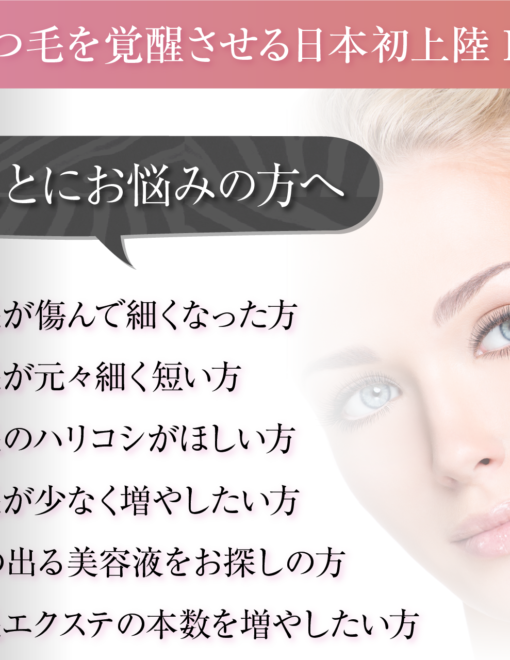 つ毛を覚醒させる日本初上陸
とにお悩みの方へ
が傷んで細くなった方
が元々細く短い方
のハリコシがほしい方
が少なく増やしたい方
出る美容液をお探しの方
エクステの本数を増やしたい方